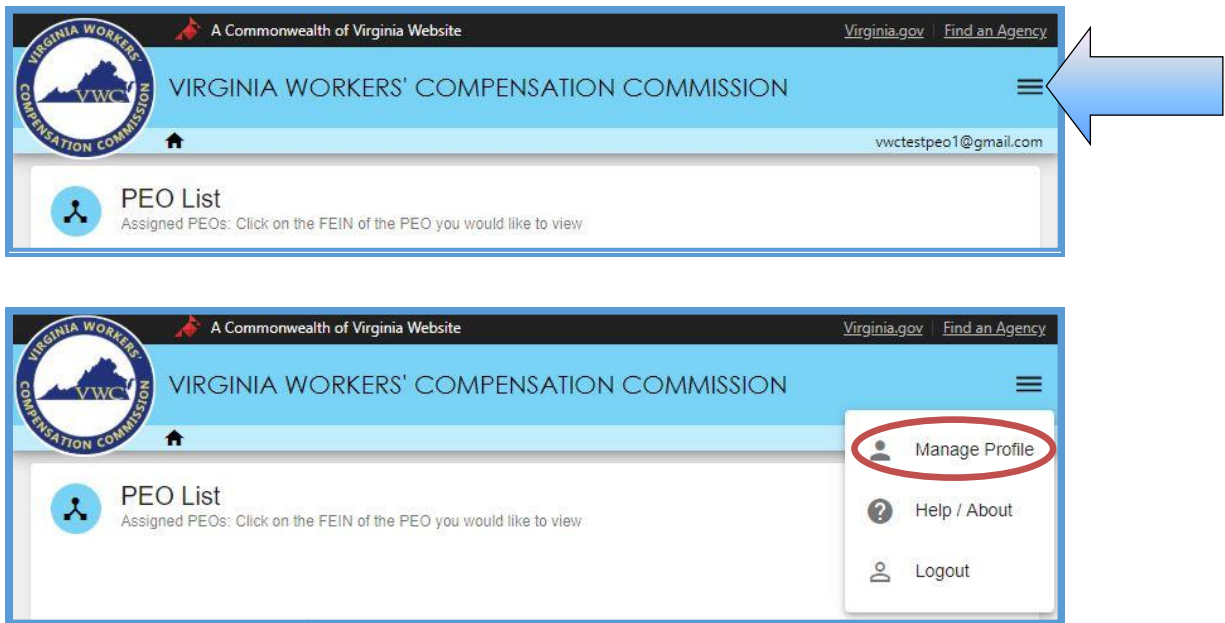 A Commonwealth of Virginia Website
Virginia.gov | Find an Agency
VIRGINIA WORKERS' COMPENSATION COMMISSION
VWC
VIRGINIA WORKERS' COMPENSATION COMMISSION
vwctestpeo1@gmail.com
PEO List
Assigned PEOs: Click on the FEIN of the PEO you would like to view
A Commonwealth of Virginia Website
Virginia.gov | Find an Agency
VIRGINIA WORKERS' COMPENSATION COMMISSION
VWC
VIRGINIA WORKERS' COMPENSATION COMMISSION
PEO List
Assigned PEOs: Click on the FEIN of the PEO you would like to view
Manage Profile
Help / About
Logout